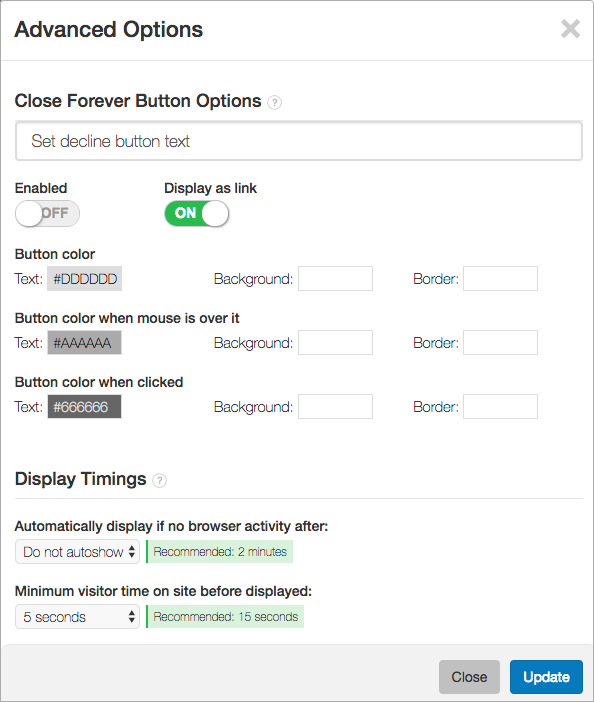 Advanced Options
Close Forever Button Options ?
Set decline button text
Enabled Display as link
OFF ON
Button color
Text: #DDDDDD Background: Border:
Button color when mouse is over it
Text: #AAAAAA Background: Border:
Button color when clicked
Text: #666666 Background: Border:
Display Timings ?
Automatically display if no browser activity after:
Do not autoshow Recommended: 2 minutes
Minimum visitor time on site before displayed:
5 seconds Recommended: 15 seconds
Close Update